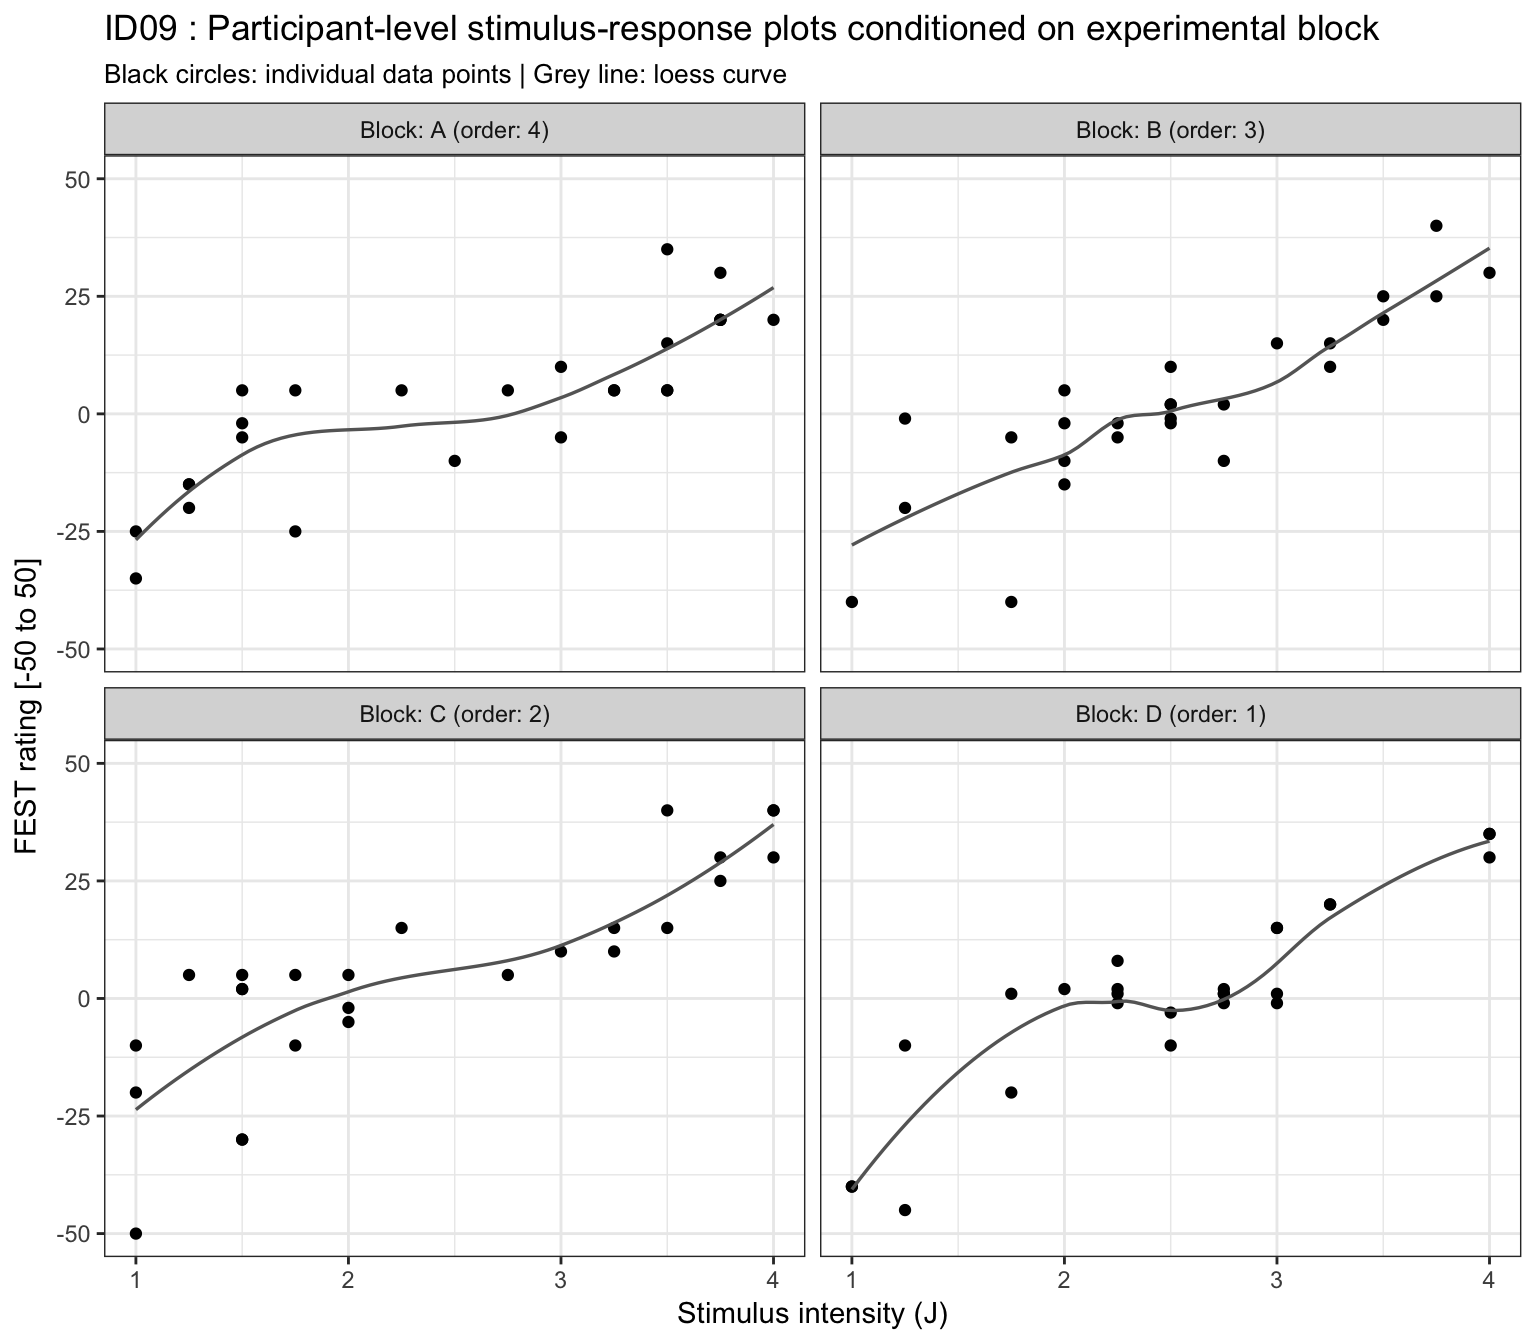 ID09 : Participant-level stimulus-response plots conditioned on experimental block
Black circles: individual data points | Grey line: loess curve
Block: A (order: 4)
Block: B (order: 3)
50
25
0
-25
-50
Block: C (order: 2)
Block: D (order: 1)
50
25
0
-25
-50
FEST rating [-50 to 50]
1 2 3 4
1 2 3 4
Stimulus intensity (J)